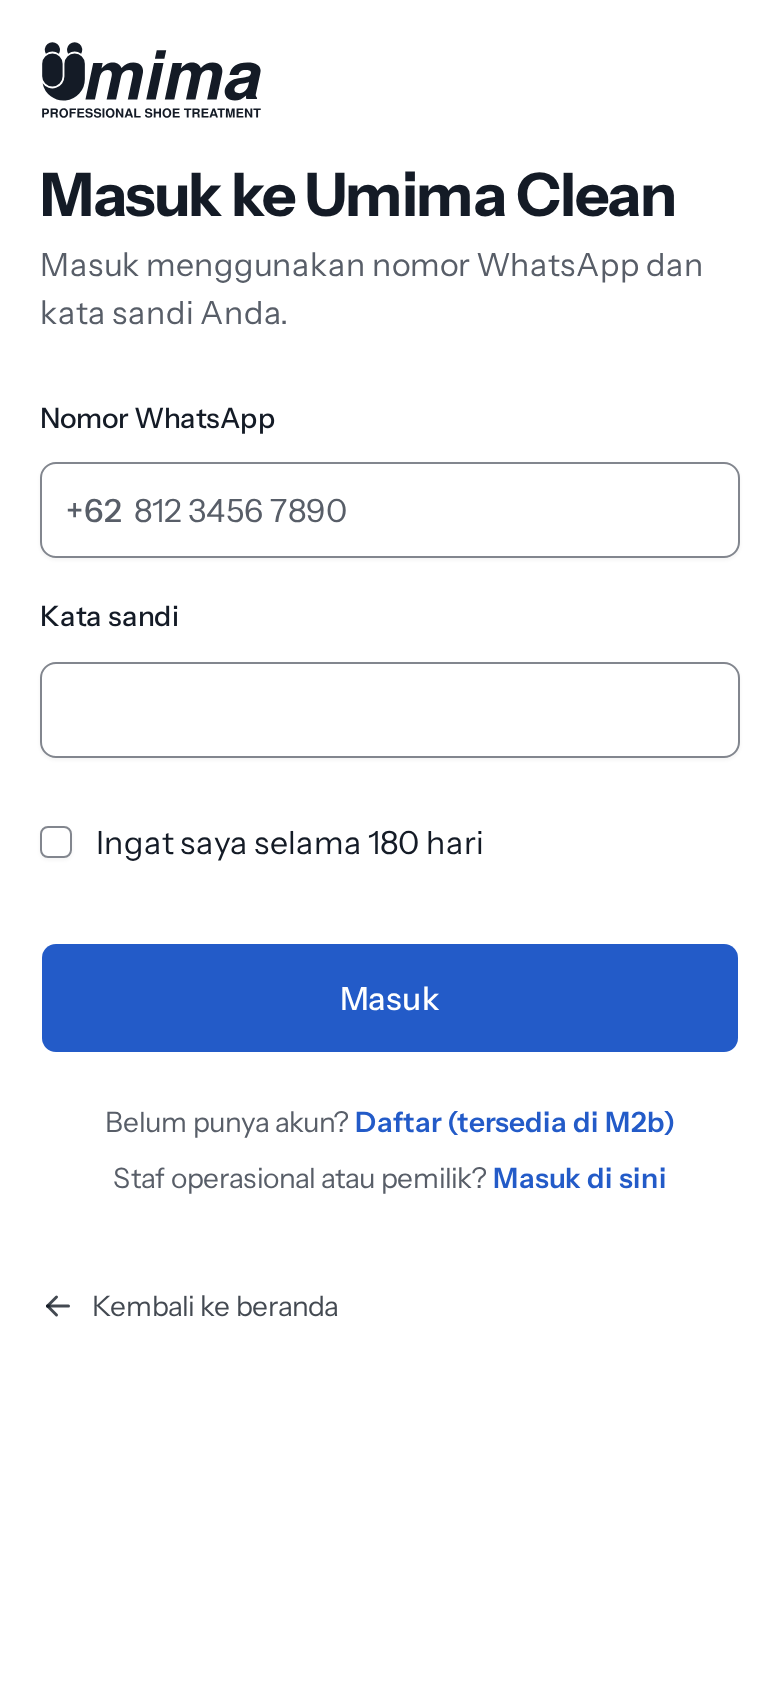 Ümima
PROFESSIONAL SHOE TREATMENT
Masuk ke Umima Clean
Masuk menggunakan nomor WhatsApp dan
kata sandi Anda.
Nomor WhatsApp
+62 812 3456 7890
Kata sandi
Ingat saya selama 180 hari
Masuk
Belum punya akun? Daftar (tersedia di M2b)
Staf operasional atau pemilik? Masuk di sini
← Kembali ke beranda